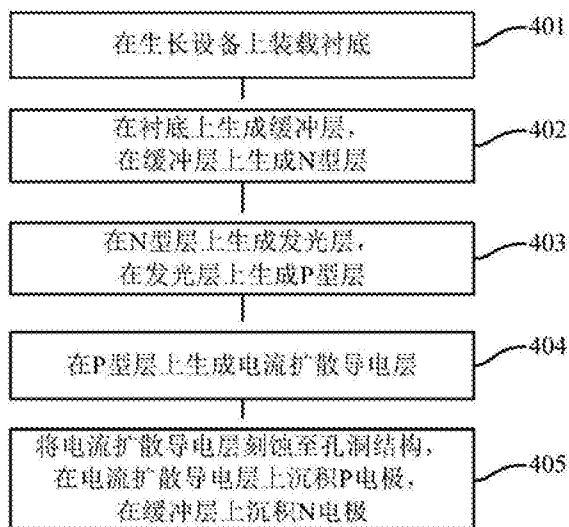 在生长设备上装载衬底
401
在衬底上生成缓冲层，
在缓冲层上生成N型层
402
在N型层上生成发光层，
在发光层上生成P型层
403
在P型层上生成电流扩散导电层
404
将电流扩散导电层刻蚀至孔洞结构，
在电流扩散导电层上沉积P电极，
在缓冲层上沉积N电极
405